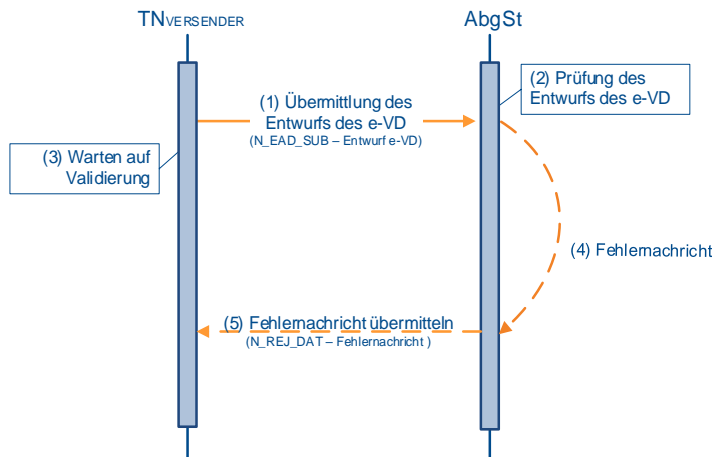 TNVERSENDER
AbgSt
(1) Übermittlung des
Entwurfs des e-VD
(N_EAD_SUB – Entwurf e-VD)
(2) Prüfung des
Entwurfs des e-VD
(3) Warten auf
Validierung
(4) Fehlernachricht
(5) Fehlernachricht übermitteln
(N_REJ_DAT – Fehlernachricht )